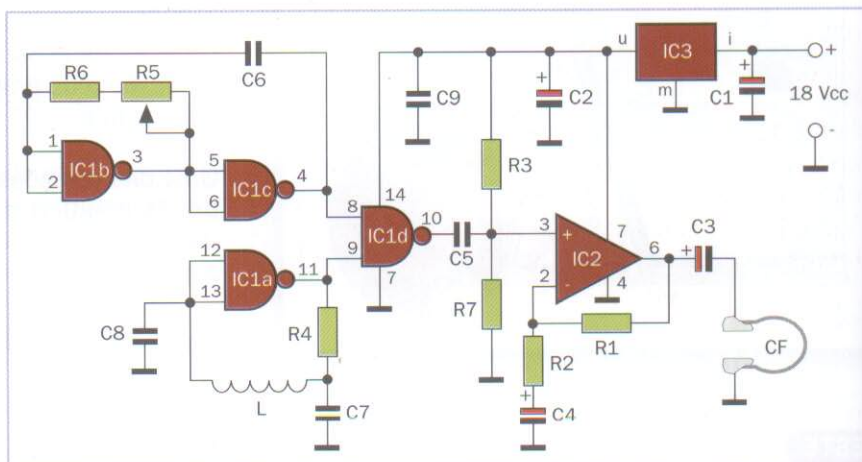 u
IC3
i
+
R6
R5
C6
C9
+
C2
m
+
C1
18 Vcc
-
1
2
IC1b
3
5
6
IC1c
4
R3
14
8
9
IC1d
10
7
C5
3
+
2
-
IC2
7
6
4
C3
+
12
13
IC1a
11
C8
R4
R7
R1
R2
+
C4
CF
L
C7